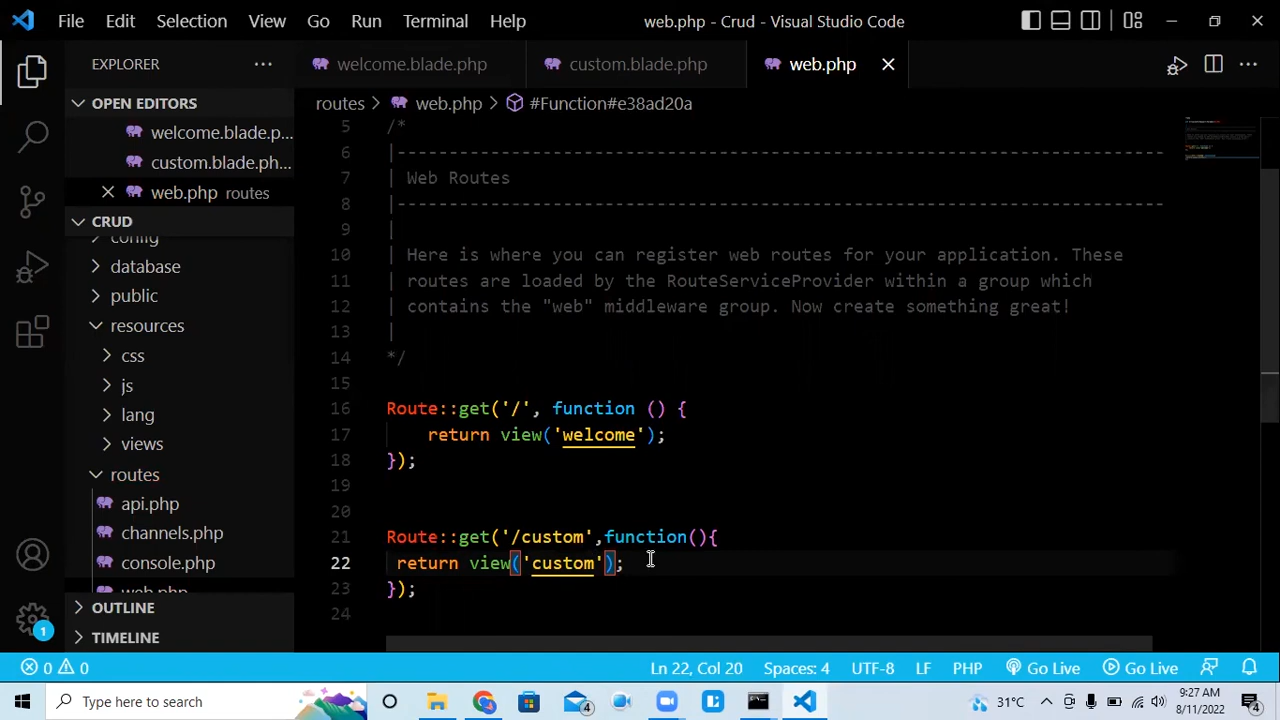 File Edit Selection View Go Run Terminal Help web.php - Crud - Visual Studio Code
EXPLORER
welcome.blade.php custom.blade.php web.php
OPEN EDITORS
welcome.blade.p...
custom.blade.ph...
web.php routes
CRUD
config
database
public
resources
css
js
lang
views
routes
api.php
channels.php
console.php
web.php
OUTLINE
TIMELINE
routes > web.php > #Function#e38ad20a
5 /*
6 |--------------------------------------------------------------------------
7 | Web Routes
8 |--------------------------------------------------------------------------
9 |
10 | Here is where you can register web routes for your application. These
11 | routes are loaded by the RouteServiceProvider within a group which
12 | contains the "web" middleware group. Now create something great!
13 |
14 */
15
16 Route::get('/', function () {
17 return view('welcome');
18 });
19
20
21 Route::get('/custom',function(){
22 return view('custom');
23 });
24
1
0 0 Ln 22, Col 20 Spaces: 4 UTF-8 LF PHP Go Live Go Live
Type here to search 4 31°C 9:27 AM
8/11/2022 4